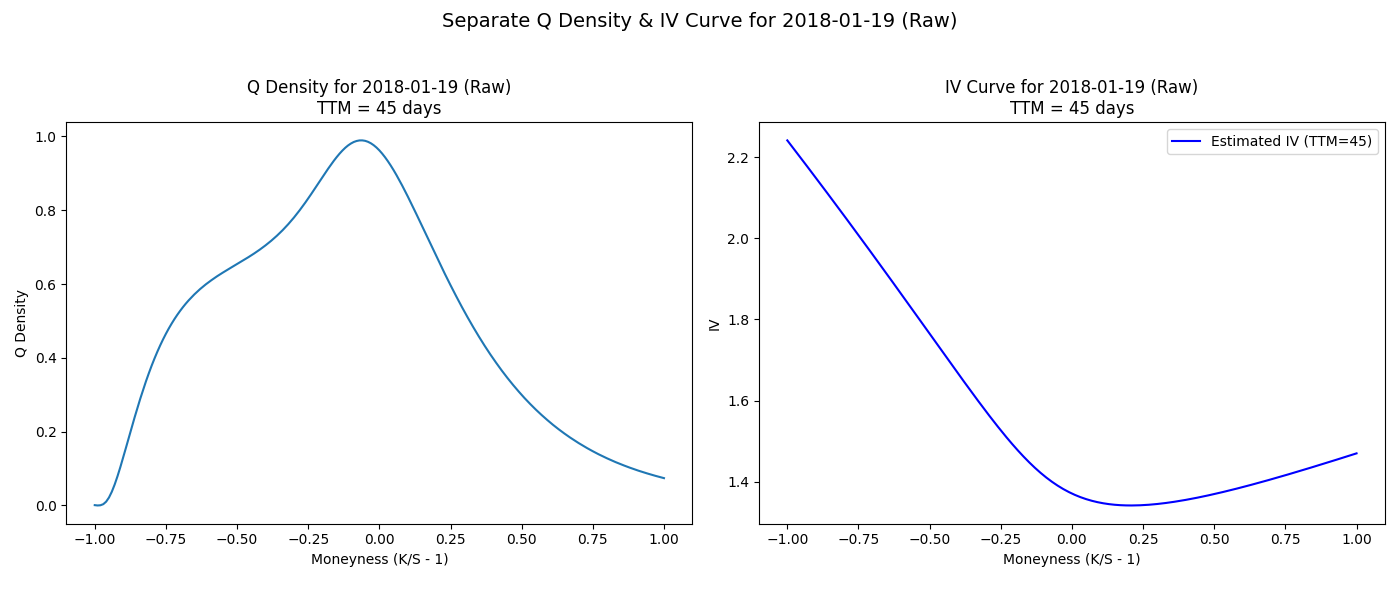 Separate Q Density & IV Curve for 2018-01-19 (Raw)
Q Density for 2018-01-19 (Raw)
TTM = 45 days
1.0
0.8
0.6
0.4
0.2
0.0
Q Density
−1.00 −0.75 −0.50 −0.25 0.00 0.25 0.50 0.75 1.00
Moneyness (K/S - 1)
IV Curve for 2018-01-19 (Raw)
TTM = 45 days
Estimated IV (TTM=45)
2.2
2.0
1.8
1.6
1.4
IV
−1.00 −0.75 −0.50 −0.25 0.00 0.25 0.50 0.75 1.00
Moneyness (K/S - 1)